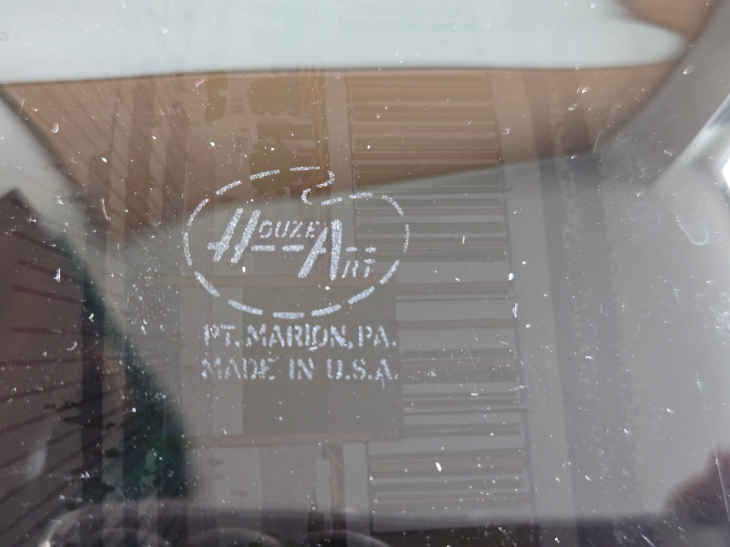 HOUZE
ART
PT. MARION, PA.
MADE IN U.S.A.